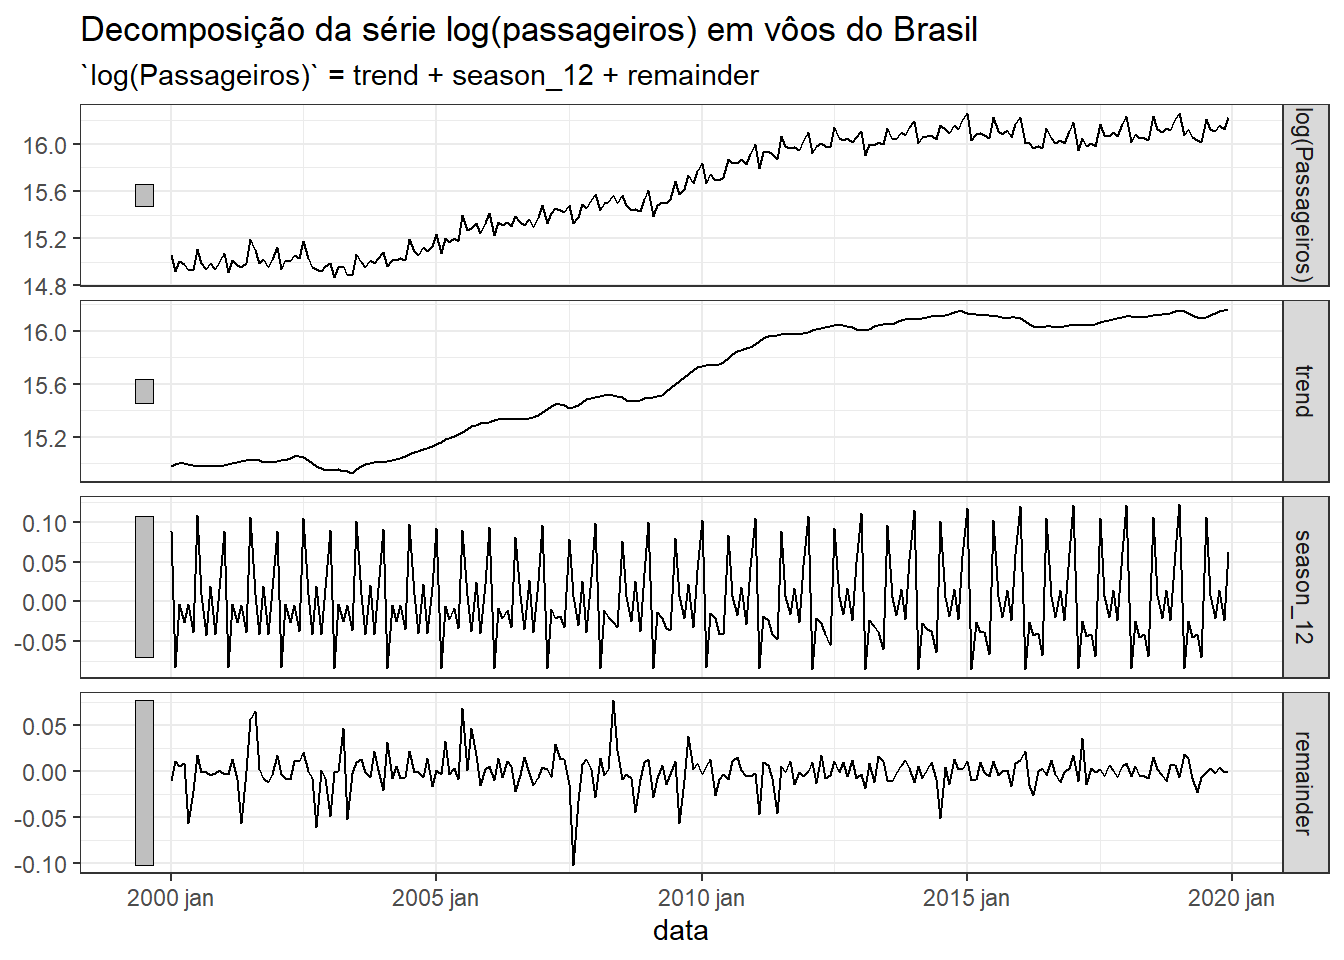 Decomposição da série log(passageiros) em vôos do Brasil
`log(Passageiros)` = trend + season_12 + remainder
16.0
15.6
15.2
14.8
log(Passageiros)
16.0
15.6
15.2
trend
0.10
0.05
0.00
-0.05
season_12
0.05
0.00
-0.05
-0.10
remainder
2000 jan
2005 jan
2010 jan
2015 jan
2020 jan
data